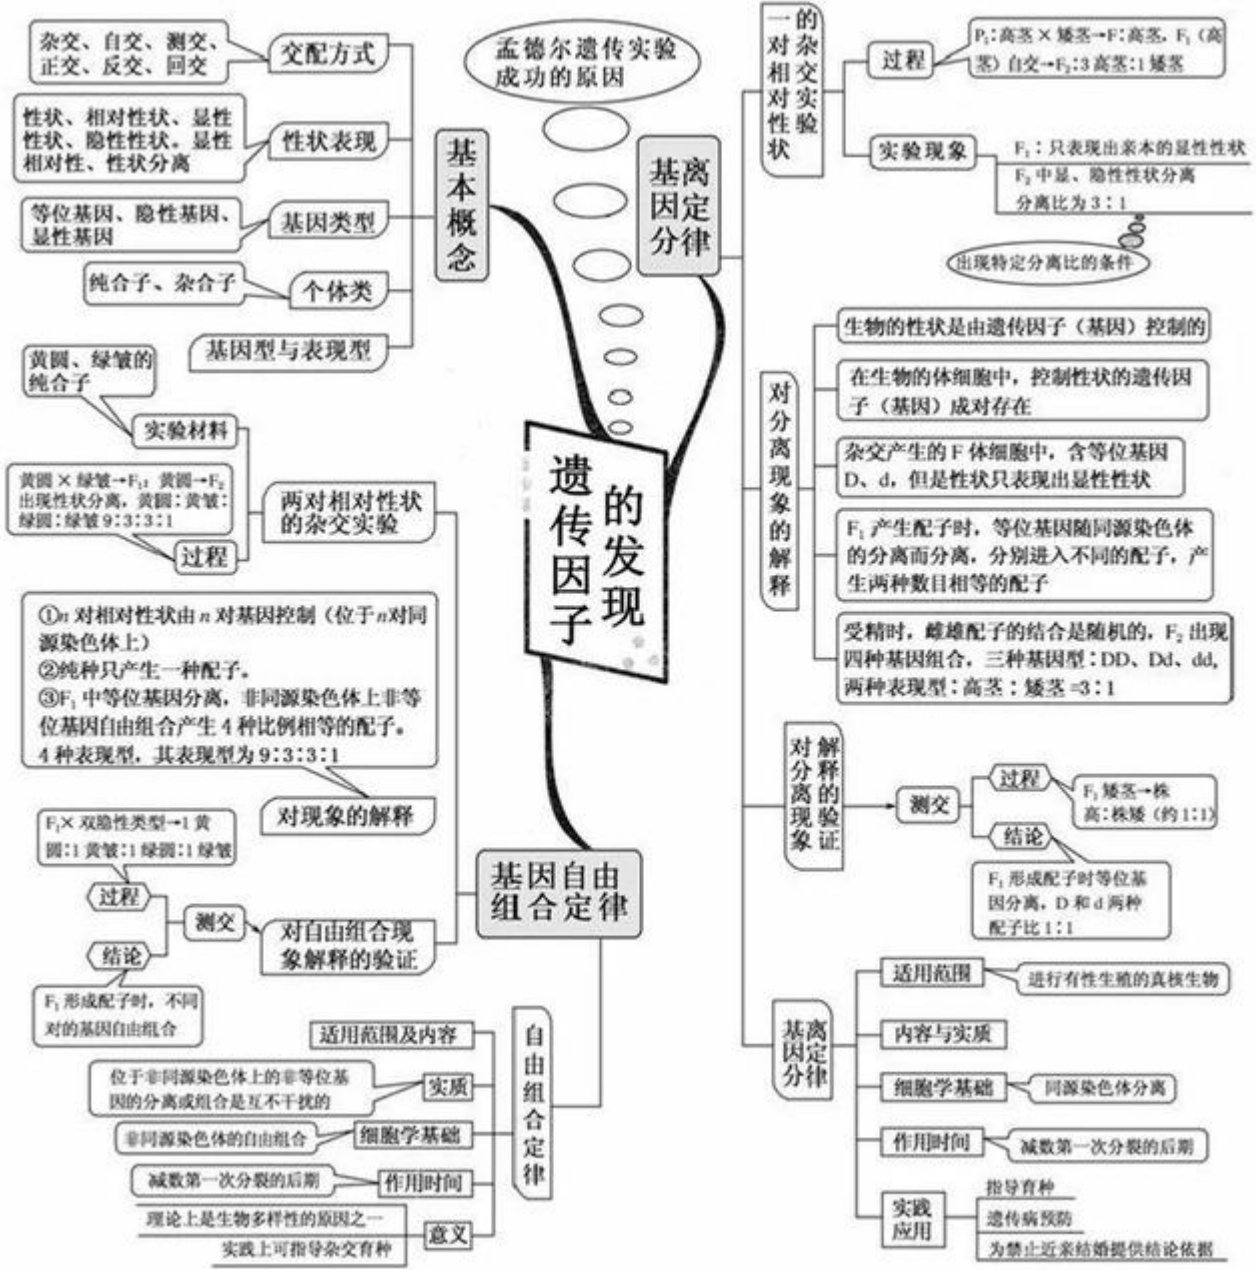 杂交、自交、测交、
正交、反交、回交
交配方式
性状、相对性状、显性
性状、隐性性状。显性
相对性、性状分离
性状表现
等位基因、隐性基因、
显性基因
基因类型
纯合子、杂合子
个体类
基因型与表现型
基本概念
孟德尔遗传实验
成功的原因
遗传因子
的发现
基因分
离定律
一对相对性状
的杂交实验
过程
P₁:高茎×矮茎→F:高茎, F₁(高
茎)自交→F₂:3高茎:1矮茎
实验现象
F₁:只表现出亲本的显性性状
F₂中显、隐性性状分离
分离比为3:1
出现特定分离比的条件
对分离现象的解释
生物的性状是由遗传因子(基因)控制的
在生物的体细胞中,控制性状的遗传因
子(基因)成对存在
杂交产生的F体细胞中,含等位基因
D、d,但是性状只表现出显性性状
F₁产生配子时,等位基因随同源染色体
的分离而分离,分别进入不同的配子,产
生两种数目相等的配子
受精时,雌雄配子的结合是随机的,F₂出现
四种基因组合,三种基因型:DD、Dd、dd,
两种表现型:高茎:矮茎=3:1
对分离现象
解释的验证
测交
过程
F₁矮茎→株
高:株矮(约1:1)
结论
F₁形成配子时等位基
因分离,D和d两种
配子比1:1
基因分
离定律
适用范围
进行有性生殖的真核生物
内容与实质
细胞学基础
同源染色体分离
作用时间
减数第一次分裂的后期
实践
应用
指导育种
遗传病预防
为禁止近亲结婚提供结论依据
黄圆、绿皱的
纯合子
实验材料
黄圆×绿皱→F₁:黄圆→F₂
出现性状分离,黄圆:黄皱:
绿圆:绿皱9:3:3:1
过程
两对相对性状
的杂交实验
①n对相对性状由n对基因控制(位于n对同
源染色体上)
②纯种只产生一种配子。
③F₁中等位基因分离,非同源染色体上非等
位基因自由组合产生4种比例相等的配子。
4种表现型,其表现型为9:3:3:1
对现象的解释
F₁×双隐性类型→1黄
圆:1黄皱:1绿圆:1绿皱
过程
测交
结论
F₁形成配子时,不同
对的基因自由组合
对自由组合现
象解释的验证
基因自由
组合定律
自由组合定律
适用范围及内容
位于非同源染色体上的非等位基
因的分离或组合是互不干扰的
实质
非同源染色体的自由组合
细胞学基础
减数第一次分裂的后期
作用时间
理论上是生物多样性的原因之一
实践上可指导杂交育种
意义